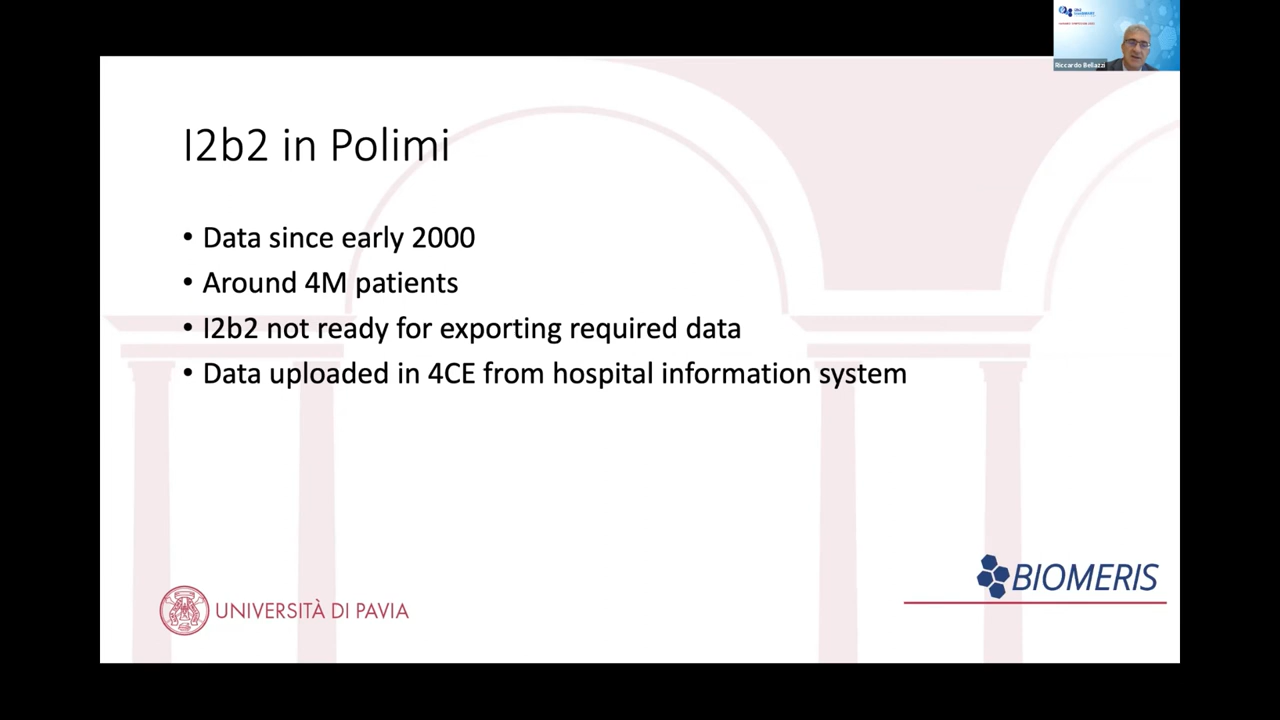 Riccardo Bellazzi
I2b2 in Polimi
• Data since early 2000
• Around 4M patients
• I2b2 not ready for exporting required data
• Data uploaded in 4CE from hospital information system
UNIVERSITÀ DI PAVIA
BIOMERIS